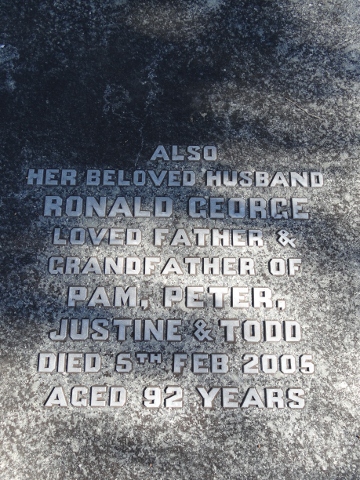 ALSO
HER BELOVED HUSBAND
RONALD GEORGE
LOVED FATHER &
GRANDFATHER OF
PAM, PETER,
JUSTINE & TODD
DIED 5TH FEB 2005
AGED 92 YEARS